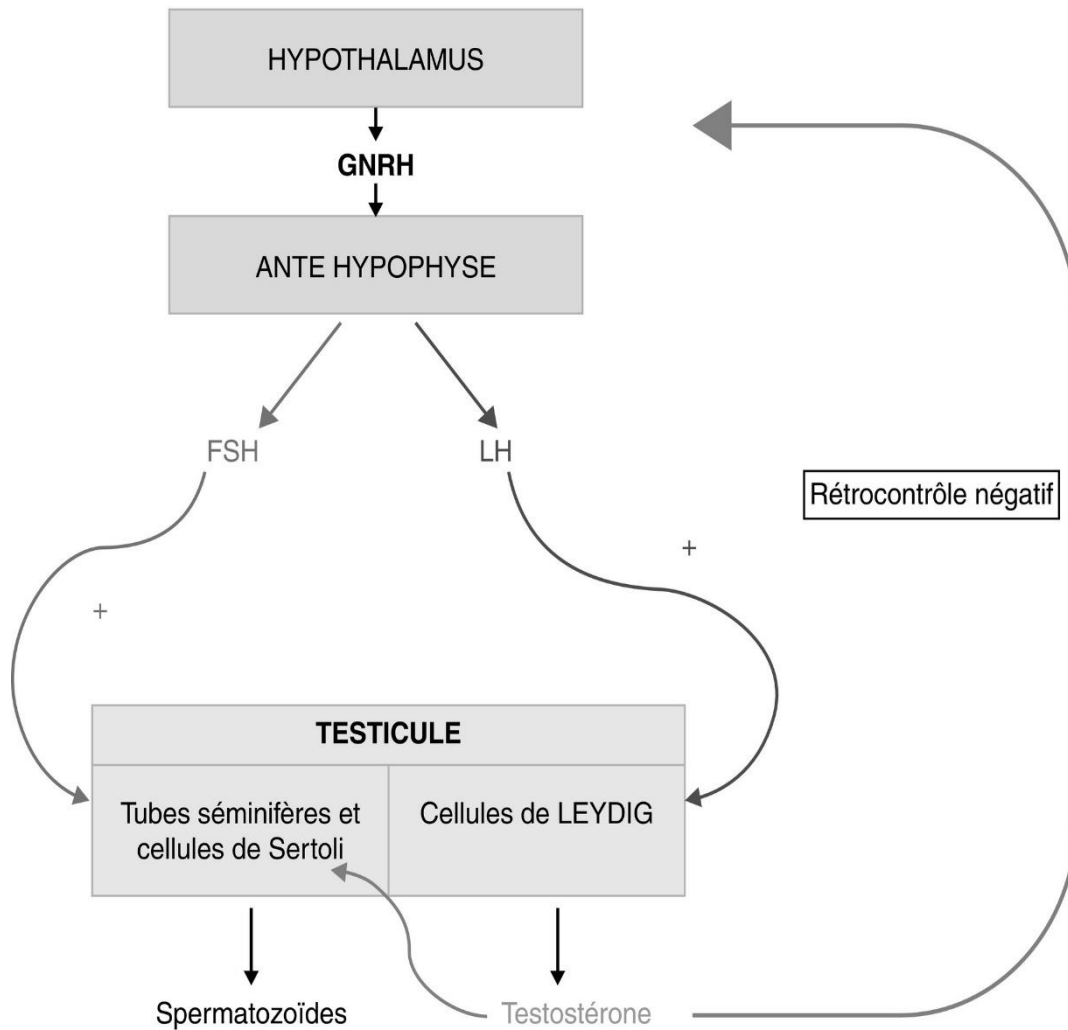 HYPOTHALAMUS
GNRH
ANTE HYPOPHYSE
FSH
LH
Rétrocontrôle négatif
+
+
TESTICULE
Tubes séminifères et
cellules de Sertoli
Cellules de LEYDIG
Spermatozoïdes
Testostérone